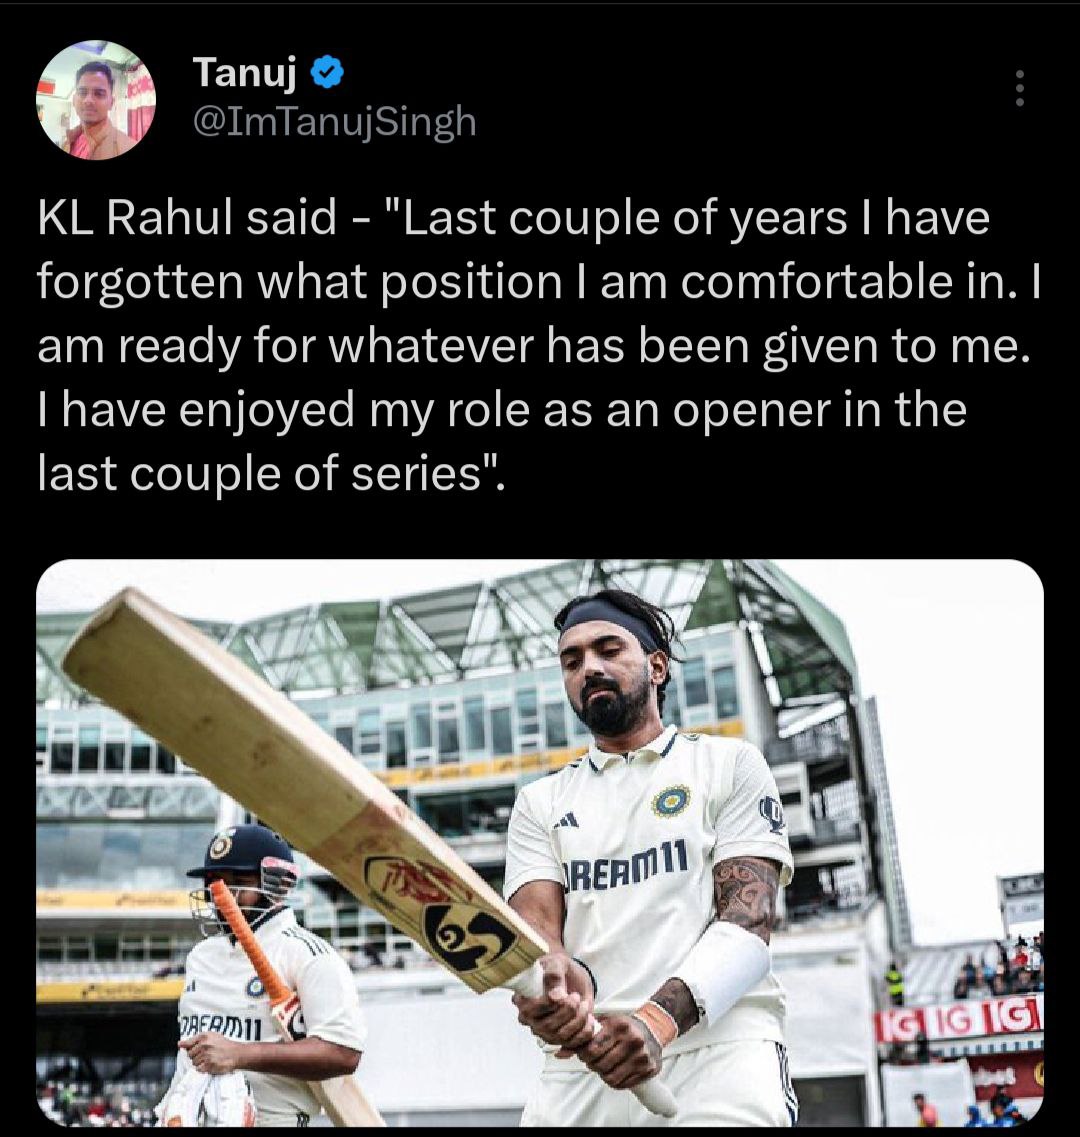 Tanuj
@ImTanujSingh
KL Rahul said - "Last couple of years I have
forgotten what position I am comfortable in. I
am ready for whatever has been given to me.
I have enjoyed my role as an opener in the
last couple of series".
DREAM11
DREAM11
SG
IG IG IG